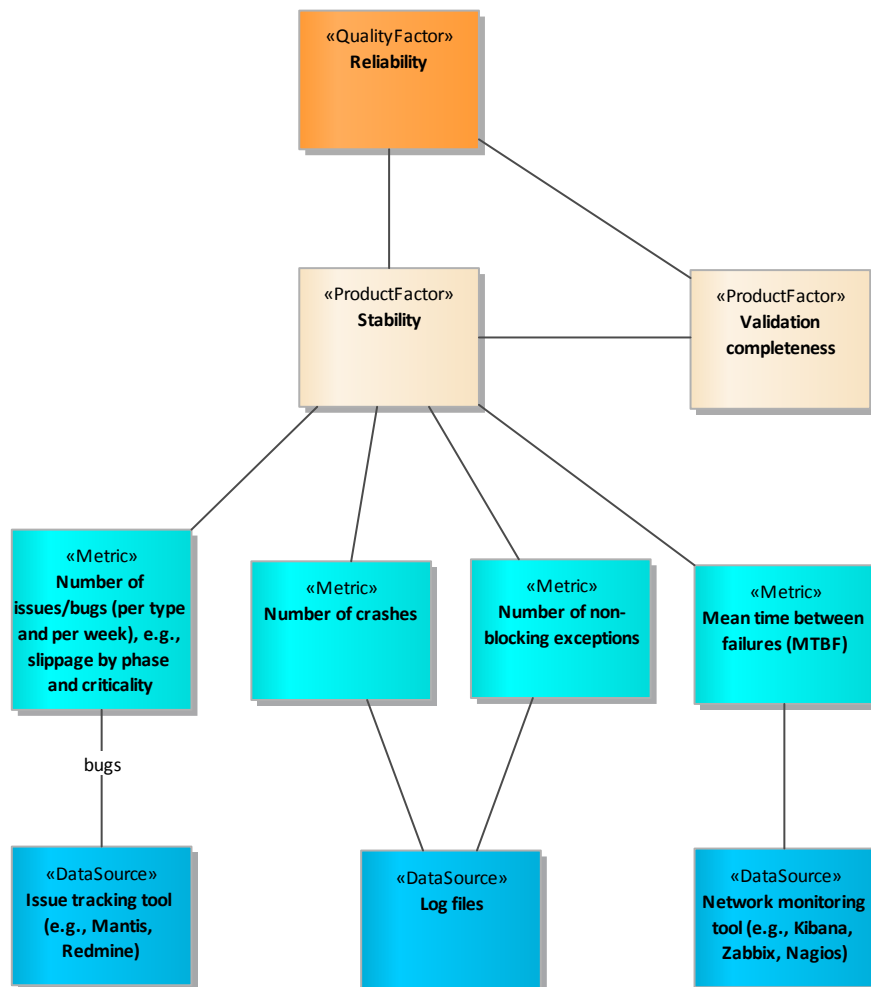 «QualityFactor»
Reliability
«ProductFactor»
Stability
«ProductFactor»
Validation
completeness
«Metric»
Number of
issues/bugs (per type
and per week), e.g.,
slippage by phase
and criticality
«Metric»
Number of crashes
«Metric»
Number of non-
blocking exceptions
«Metric»
Mean time between
failures (MTBF)
bugs
«DataSource»
Issue tracking tool
(e.g., Mantis,
Redmine)
«DataSource»
Log files
«DataSource»
Network monitoring
tool (e.g., Kibana,
Zabbix, Nagios)